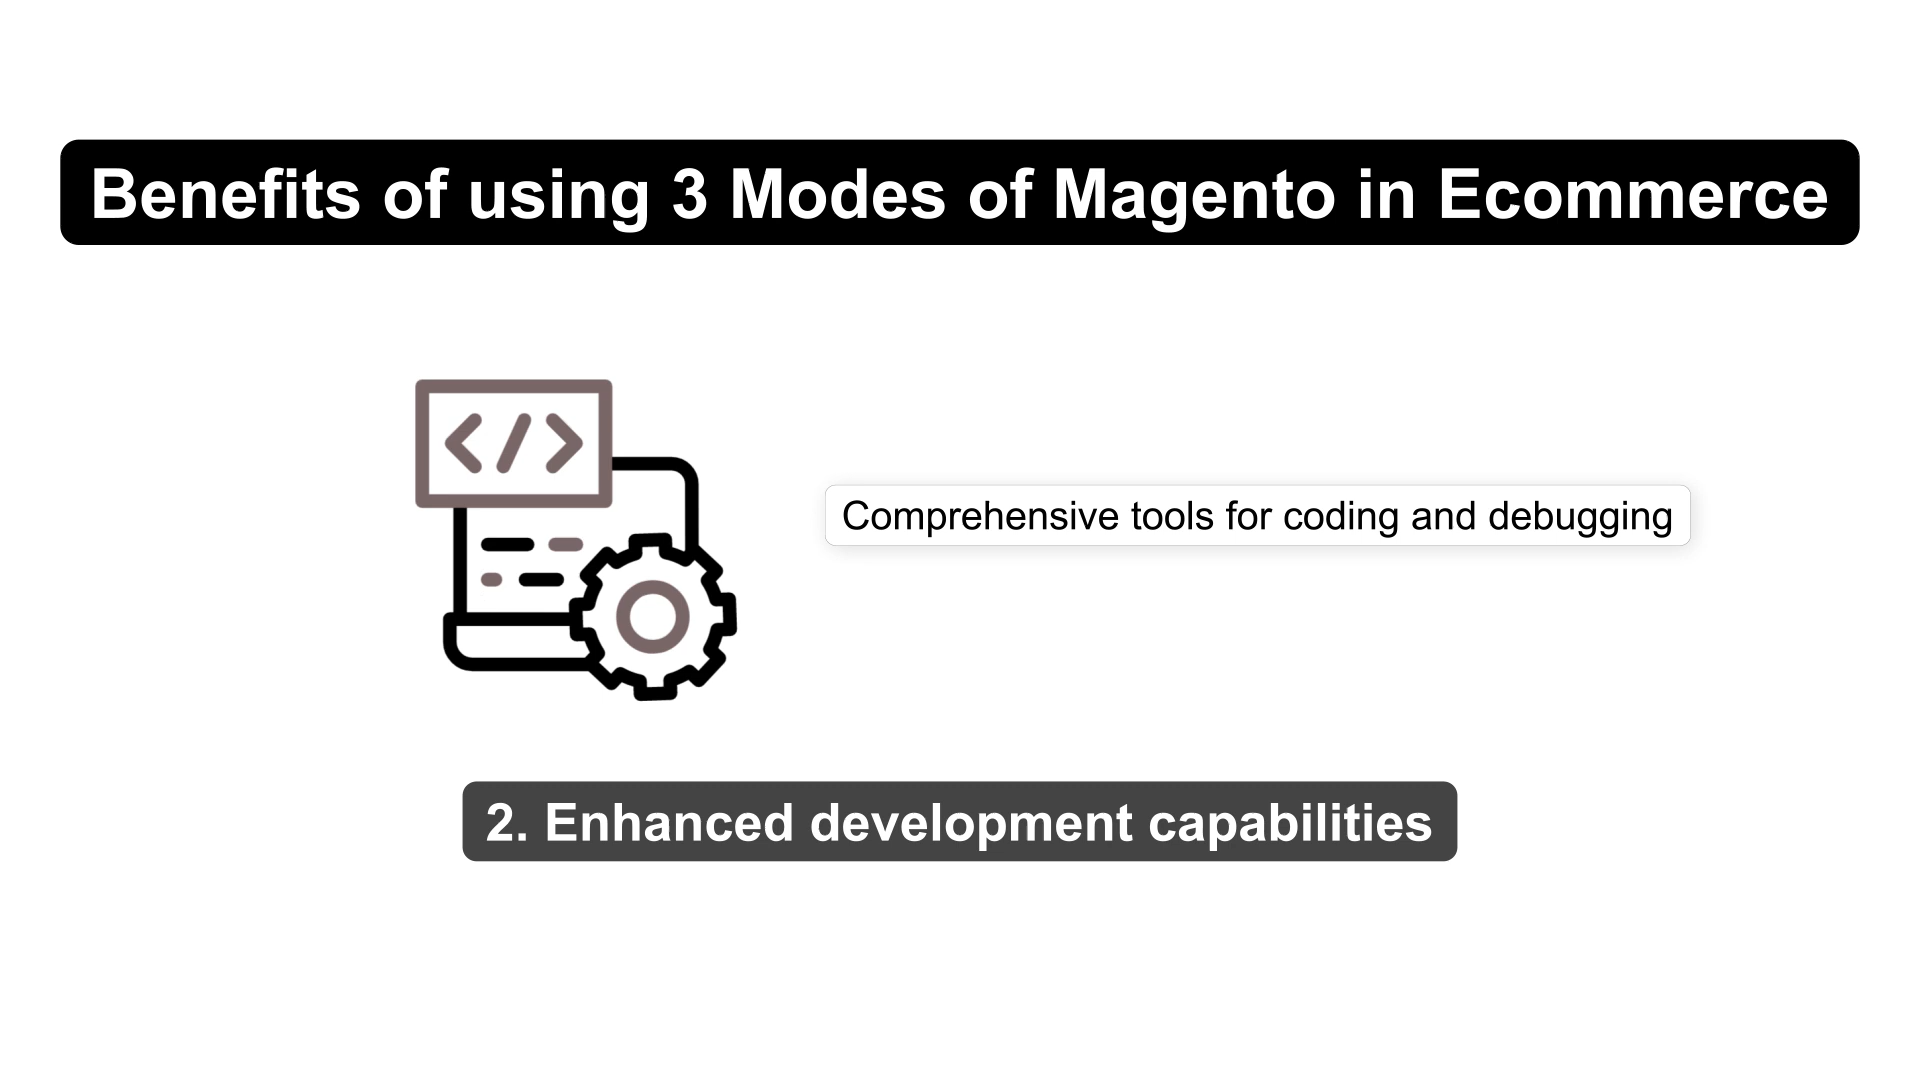 Benefits of using 3 Modes of Magento in Ecommerce
</>
Comprehensive tools for coding and debugging
2. Enhanced development capabilities